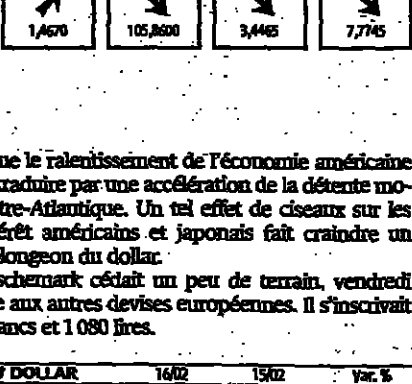 1,4670 105,8600 3,4465 7,7745
ue le ralentissement de l'économie américaine
traduire par une accélération de la détente mo-
tre-Atlantique. Un tel effet de ciseaux sur les
érêt américains et japonais fait craindre un
longeon du dollar.
schemark cédait un peu de terrain, vendredi
e aux autres devises européennes. Il s'inscrivait
ancs et 1 080 lires.
DOLLAR 16/02 15/02 Var. %